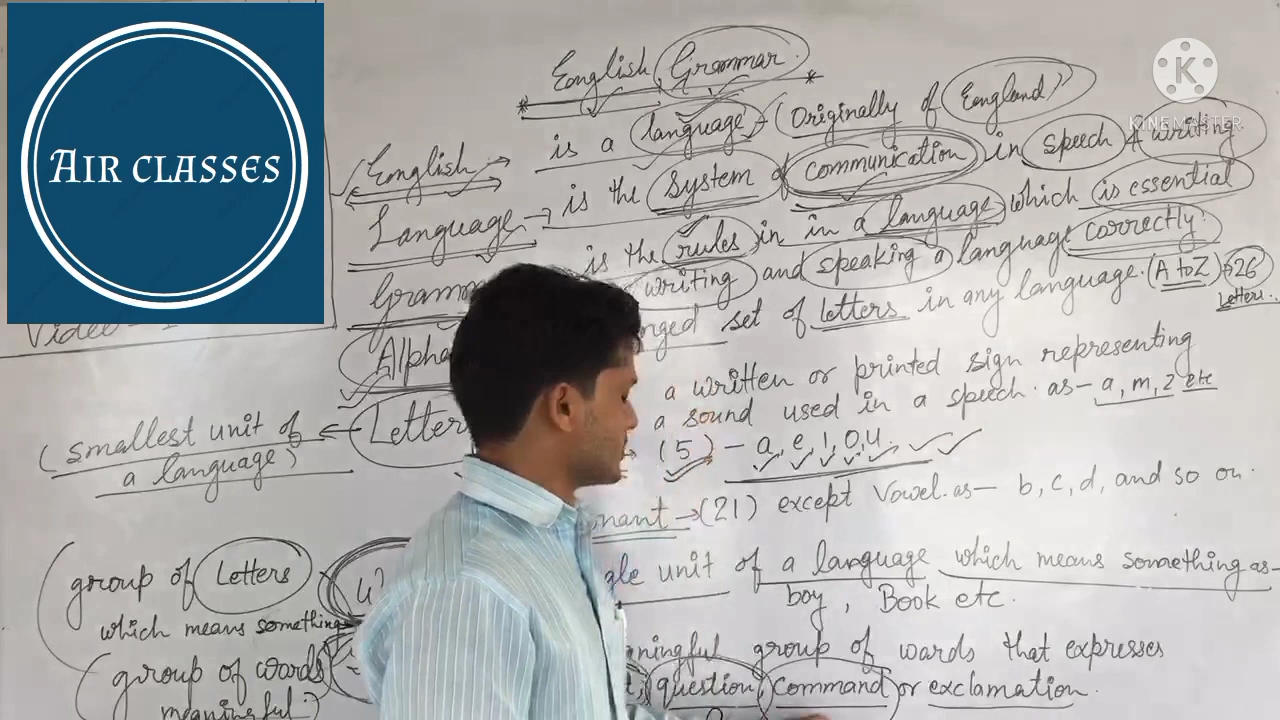 AIR CLASSES
KINEMASTER
English Grammar.
English is a language - (Originally of England)
Language → is the system of communication in speech & writing
is the rules in in a language which is essential
writing and speaking a language correctly.
set of letters in any language. (A to Z) → 26
Letters..
Video
a written or printed sign representing
(smallest unit of ← Letter
a sound used in a speech. as- a, m, z etc
a language)
(5) - a, e, i, o, u.
→ (21) except Vowel. as- b, c, d, and so on.
group of Letters
unit of a language which means something as-
which means something
boy, Book etc.
group of words that expresses
(group of words
question, command or exclamation.
meaningful.)